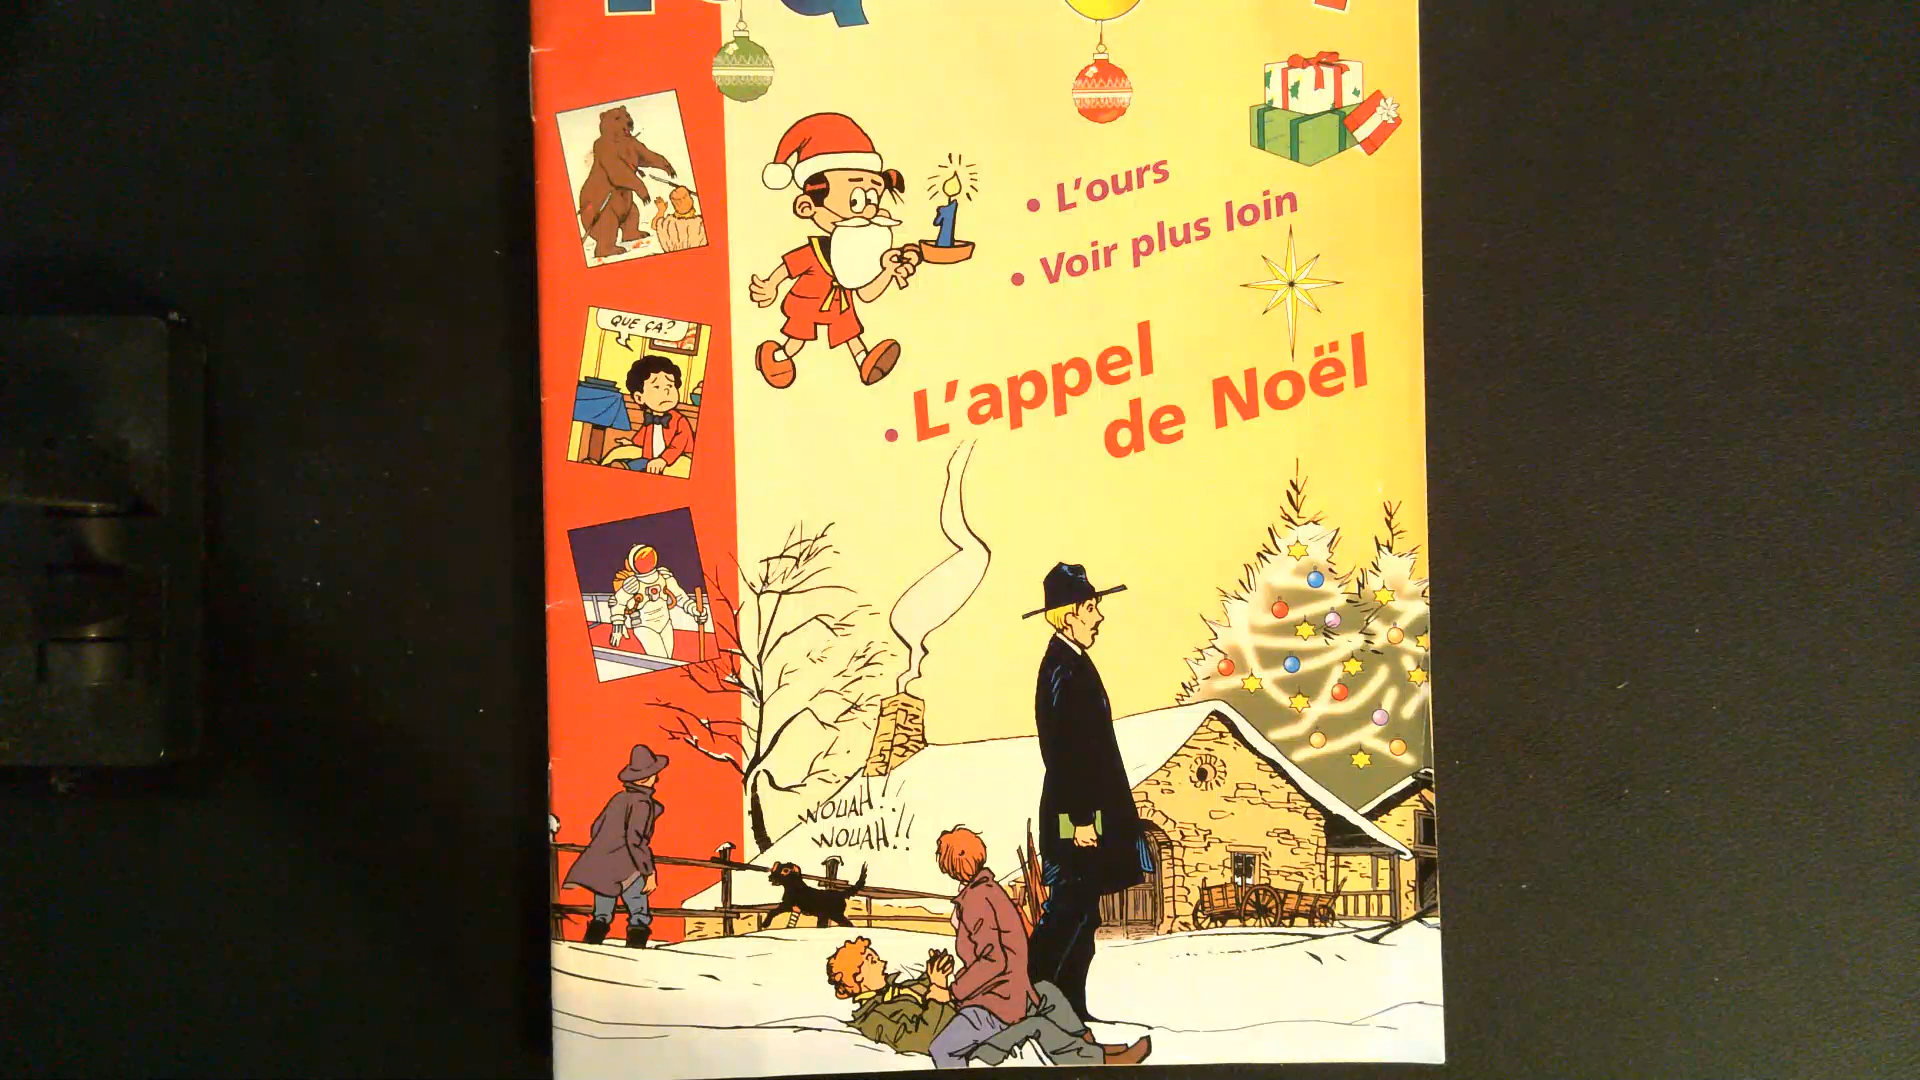 • L'ours
• Voir plus loin
• L'appel
de Noël
QUE ÇA?
WOUAH!
WOUAH!!